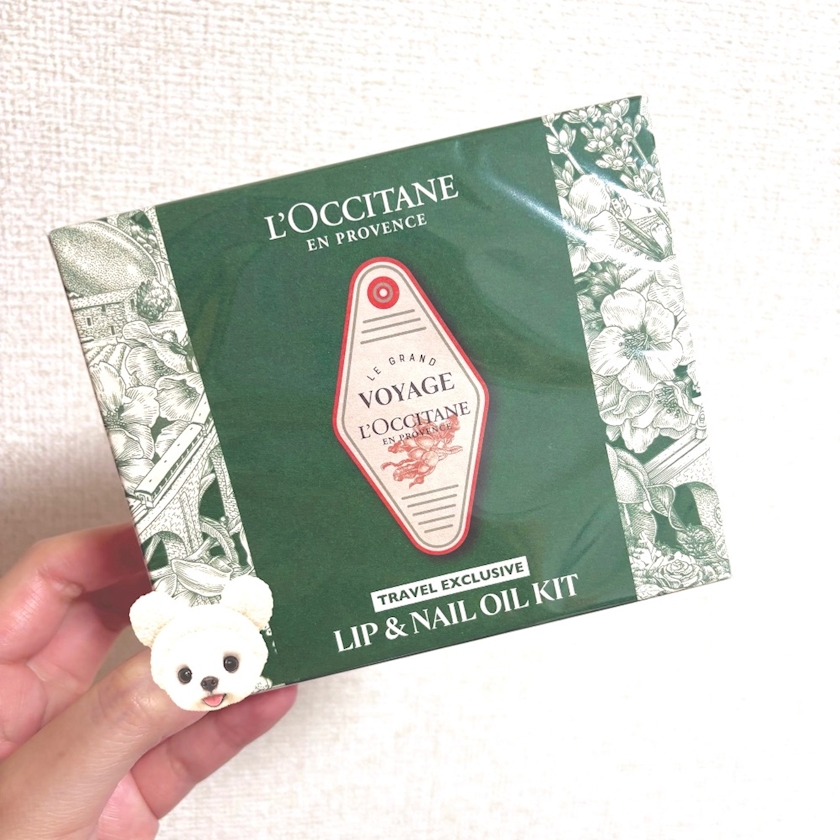 L'OCCITANE
EN PROVENCE
LE GRAND
VOYAGE
L'OCCITANE
EN PROVENCE
TRAVEL EXCLUSIVE
LIP & NAIL OIL KIT